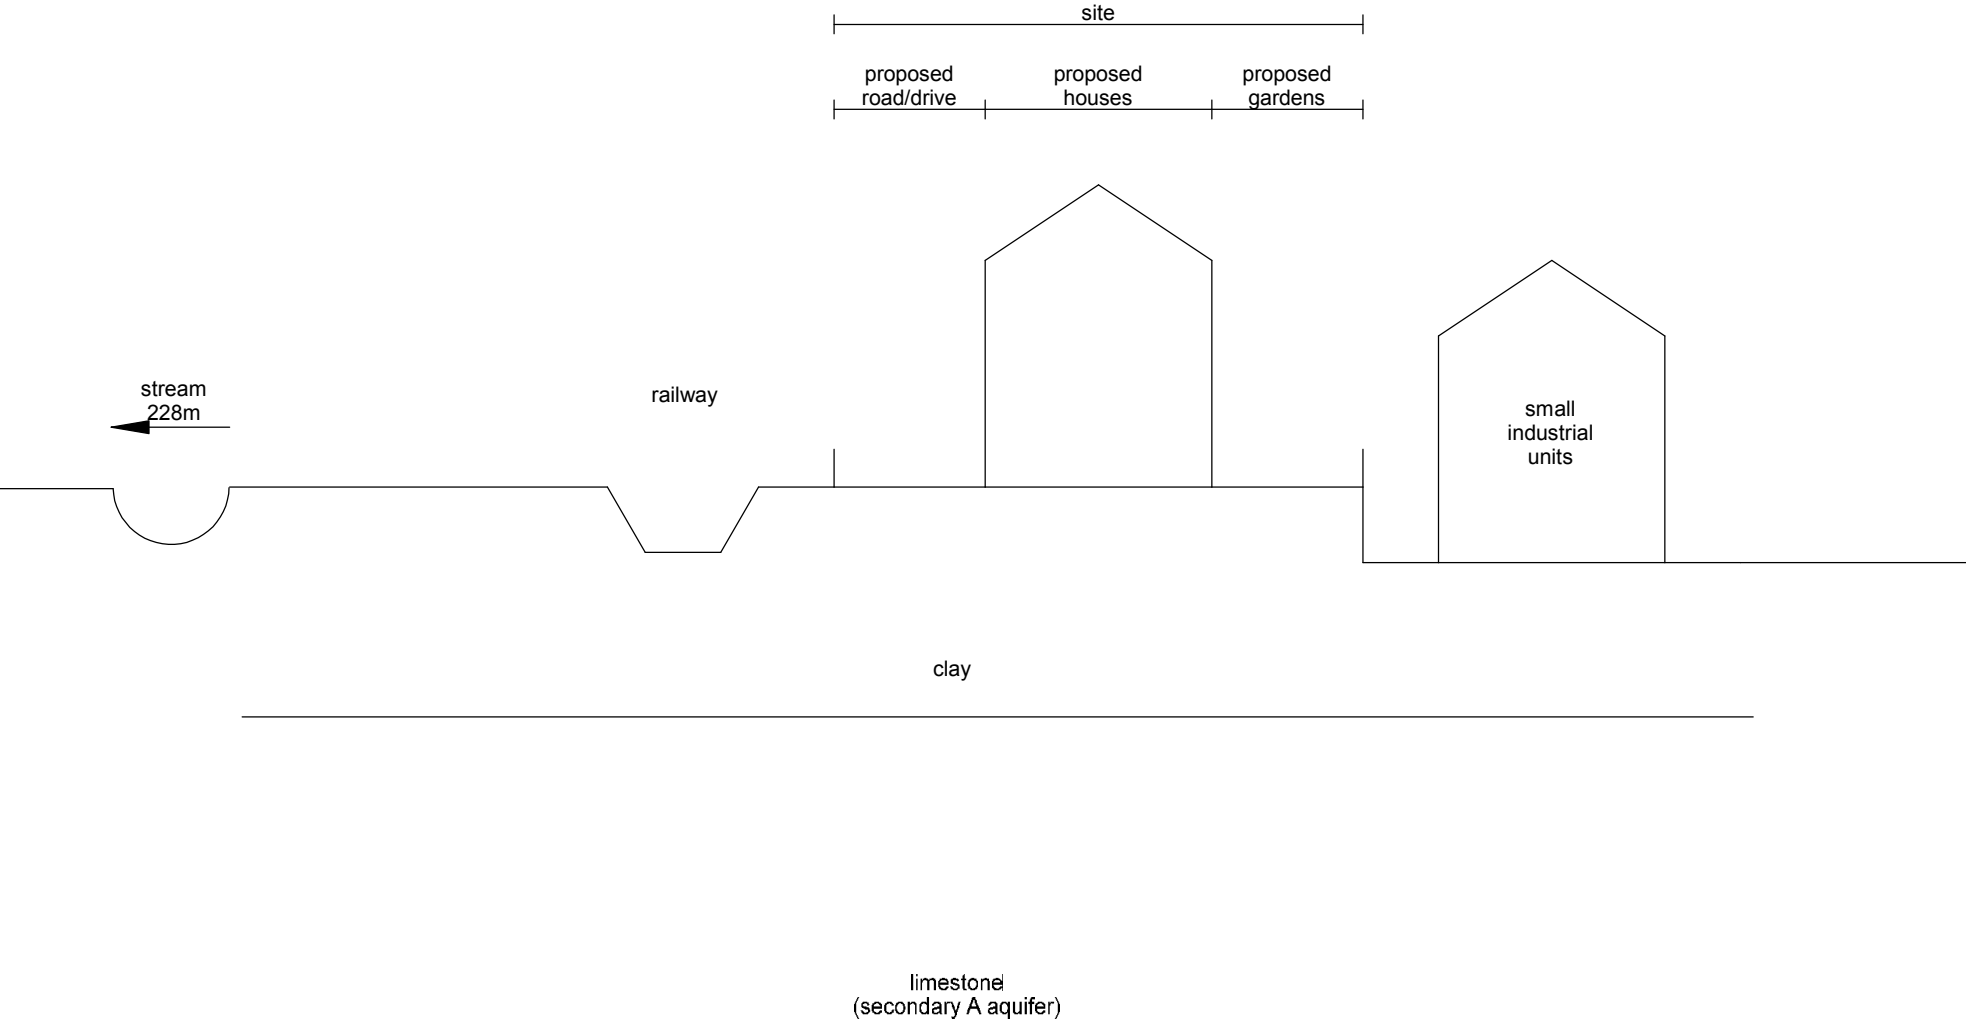 site
proposed
road/drive
proposed
houses
proposed
gardens
stream
228m
railway
small
industrial
units
clay
limestone
(secondary A aquifer)